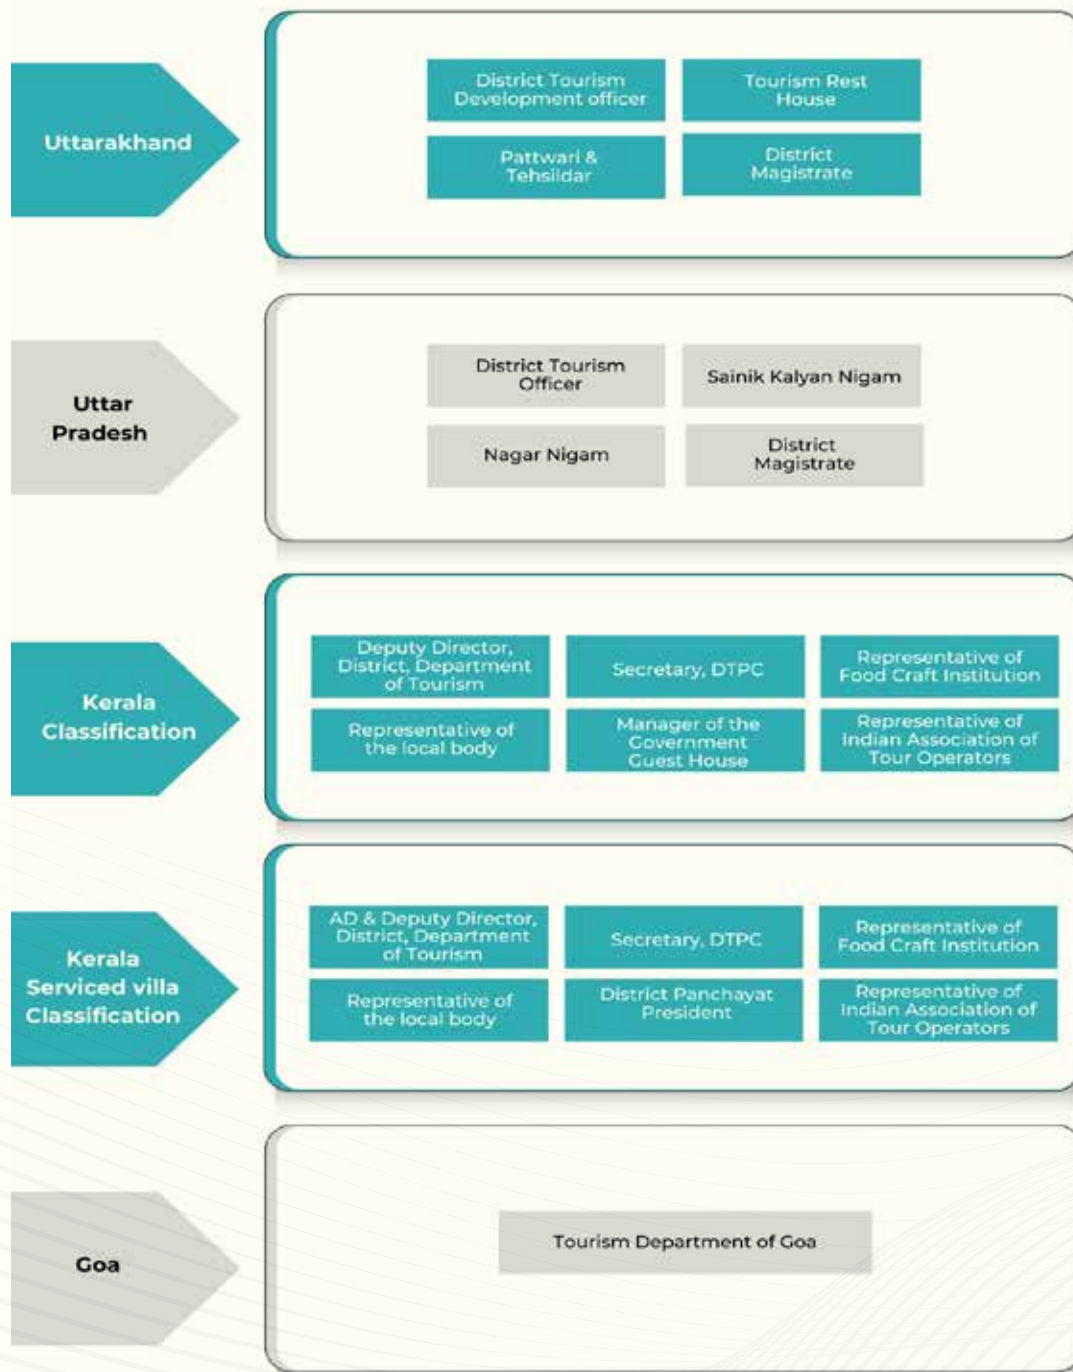 Uttarakhand
District Tourism
Development officer
Tourism Rest
House
Pattwari &
Tehsildar
District
Magistrate
Uttar
Pradesh
District Tourism
Officer
Sainik Kalyan Nigam
Nagar Nigam
District
Magistrate
Kerala
Classification
Deputy Director,
District, Department
of Tourism
Secretary, DTPC
Representative of
Food Craft Institution
Representative of
the local body
Manager of the
Government
Guest House
Representative of
Indian Association of
Tour Operators
Kerala
Serviced villa
Classification
AD & Deputy Director,
District, Department
of Tourism
Secretary, DTPC
Representative of
Food Craft Institution
Representative of
the local body
District Panchayat
President
Representative of
Indian Association of
Tour Operators
Goa
Tourism Department of Goa